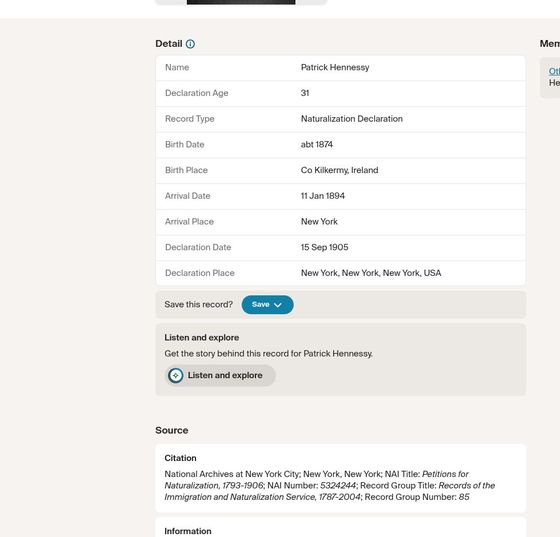 Detail
Name Patrick Hennessy
Declaration Age 31
Record Type Naturalization Declaration
Birth Date abt 1874
Birth Place Co Kilkermy, Ireland
Arrival Date 11 Jan 1894
Arrival Place New York
Declaration Date 15 Sep 1905
Declaration Place New York, New York, New York, USA
Save this record? Save
Listen and explore
Get the story behind this record for Patrick Hennessy.
Listen and explore
Source
Citation
National Archives at New York City; New York, New York; NAI Title: Petitions for
Naturalization, 1793-1906; NAI Number: 5324244; Record Group Title: Records of the
Immigration and Naturalization Service, 1787-2004; Record Group Number: 85
Information
Mem
Oth
He